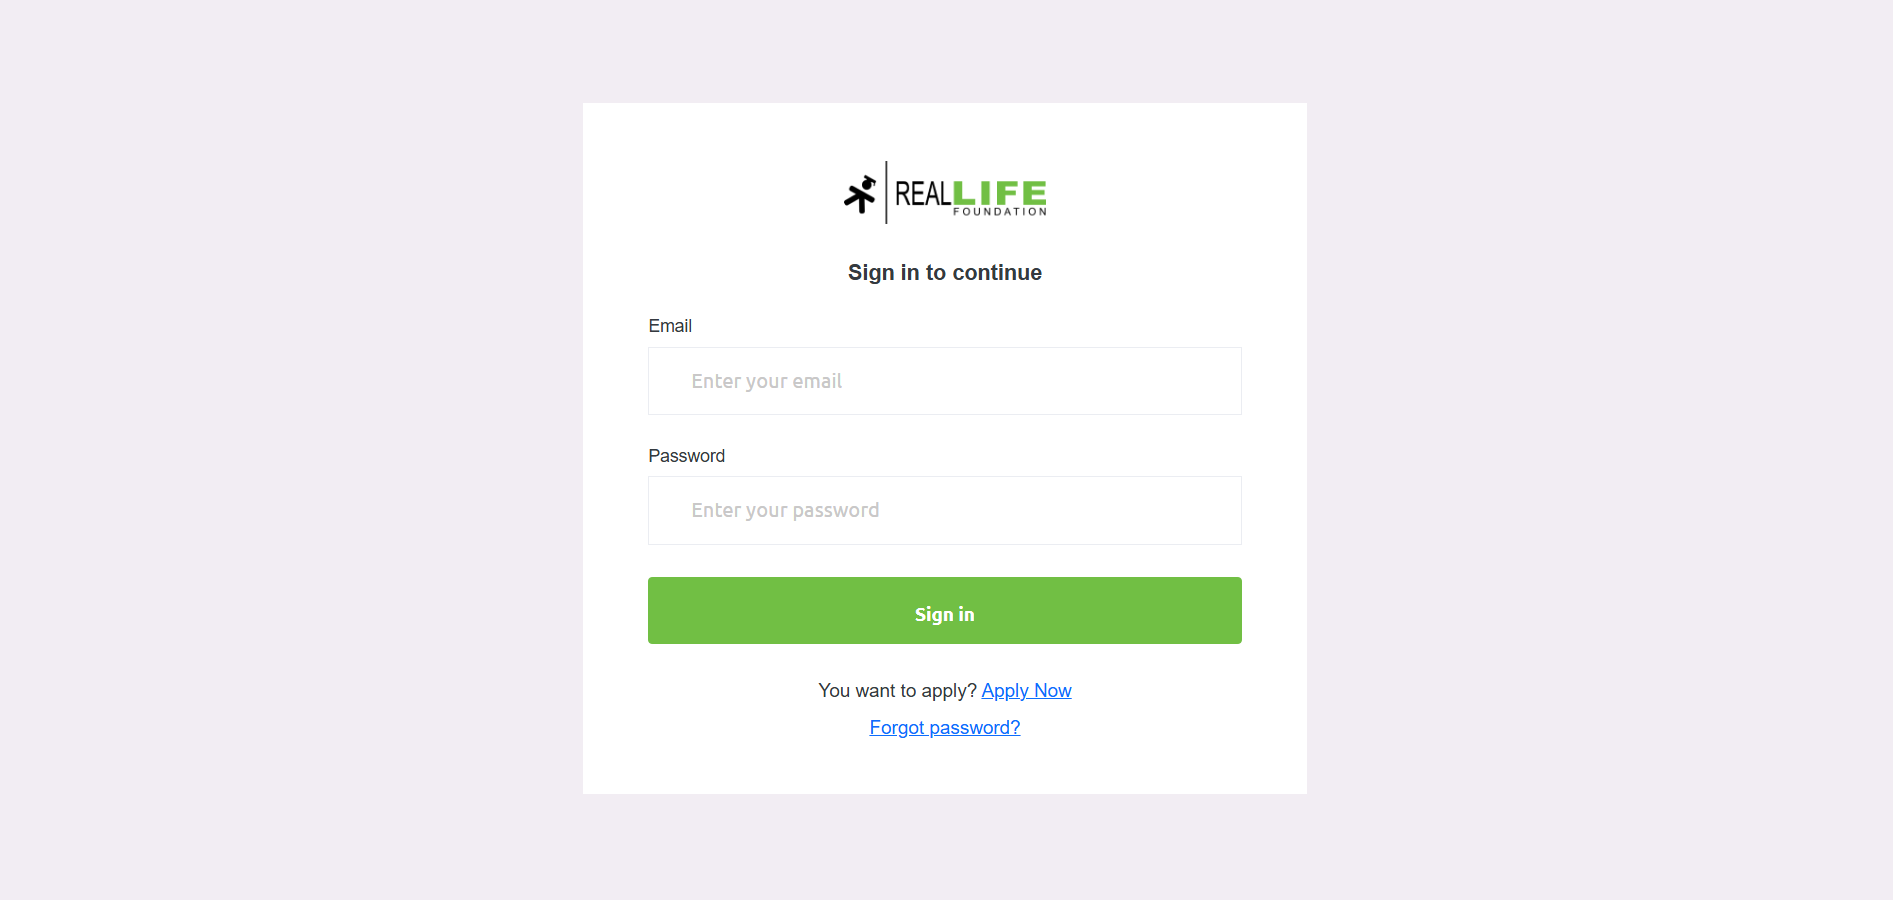 REALLIFE
FOUNDATION
Sign in to continue
Email
Enter your email
Password
Enter your password
Sign in
You want to apply? Apply Now
Forgot password?